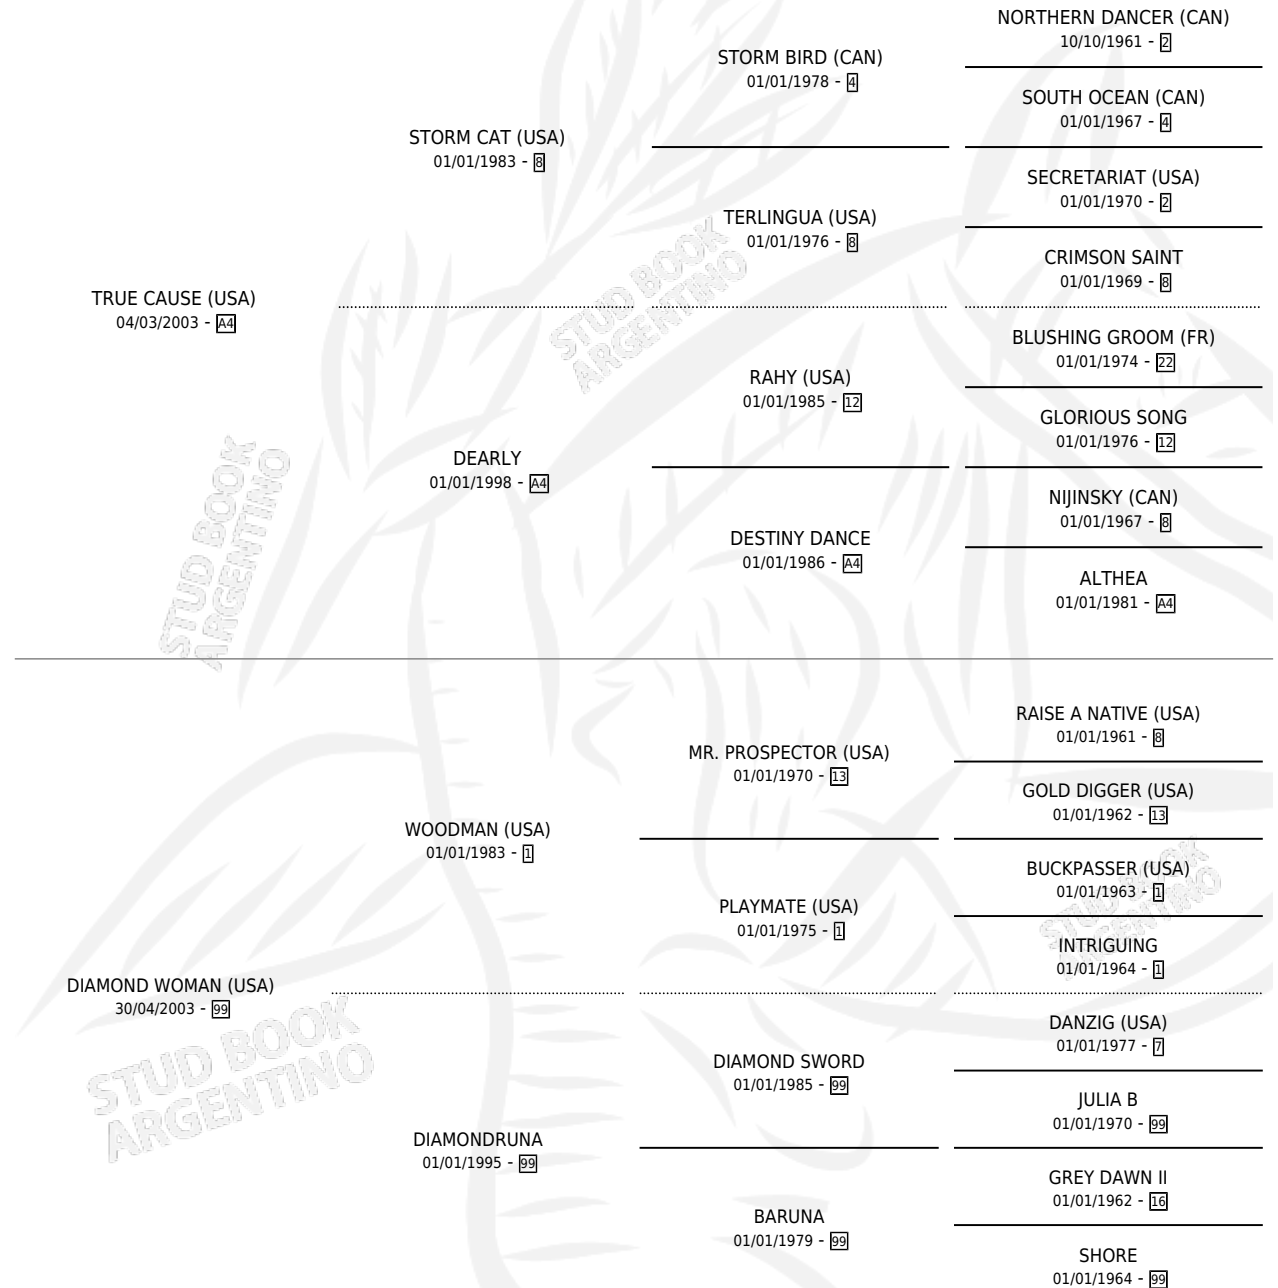 NORTHERN DANCER (CAN)
10/10/1961 - 2
STORM BIRD (CAN)
01/01/1978 - 4
SOUTH OCEAN (CAN)
01/01/1967 - 4
STORM CAT (USA)
01/01/1983 - 8
SECRETARIAT (USA)
01/01/1970 - 2
TERLINGUA (USA)
01/01/1976 - 8
CRIMSON SAINT
01/01/1969 - 8
TRUE CAUSE (USA)
04/03/2003 - A4
STUD BOOK
ARGENTINO
BLUSHING GROOM (FR)
01/01/1974 - 22
RAHY (USA)
01/01/1985 - 12
GLORIOUS SONG
01/01/1976 - 12
DEARLY
01/01/1998 - A4
NIJINSKY (CAN)
01/01/1967 - 8
DESTINY DANCE
01/01/1986 - A4
ALTHEA
01/01/1981 - A4
STUD BOOK
ARGENTINO
RAISE A NATIVE (USA)
01/01/1961 - 8
MR. PROSPECTOR (USA)
01/01/1970 - 13
GOLD DIGGER (USA)
01/01/1962 - 13
WOODMAN (USA)
01/01/1983 - 1
BUCKPASSER (USA)
01/01/1963 - 1
PLAYMATE (USA)
01/01/1975 - 1
INTRIGUING
01/01/1964 - 1
STUD BOOK
ARGENTINO
DIAMOND WOMAN (USA)
30/04/2003 - 99
DANZIG (USA)
01/01/1977 - 7
DIAMOND SWORD
01/01/1985 - 99
JULIA B
01/01/1970 - 99
STUD BOOK
ARGENTINO
DIAMONDRUNA
01/01/1995 - 99
GREY DAWN II
01/01/1962 - 16
BARUNA
01/01/1979 - 99
SHORE
01/01/1964 - 99